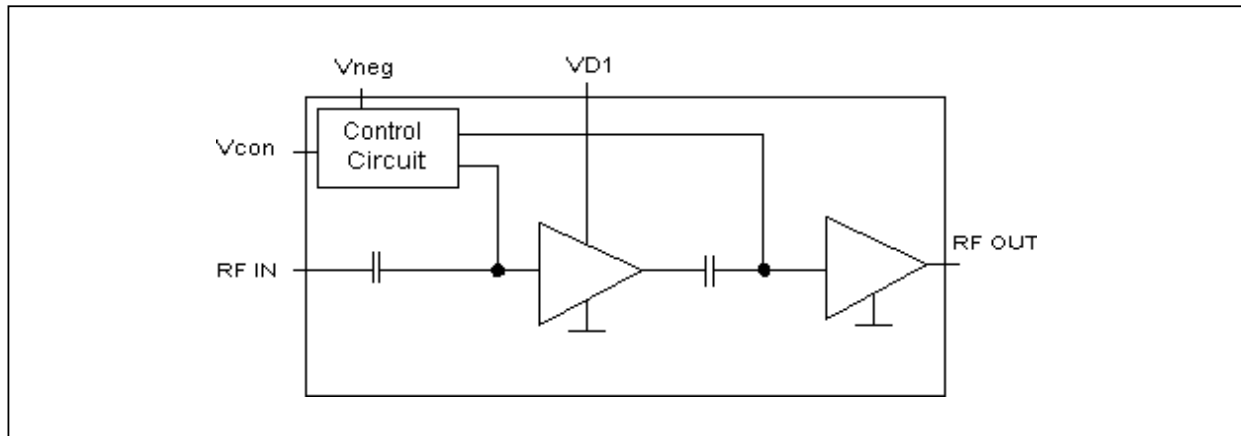 Vneg
VD1
Control
Circuit
Vcon
RF IN
RF OUT